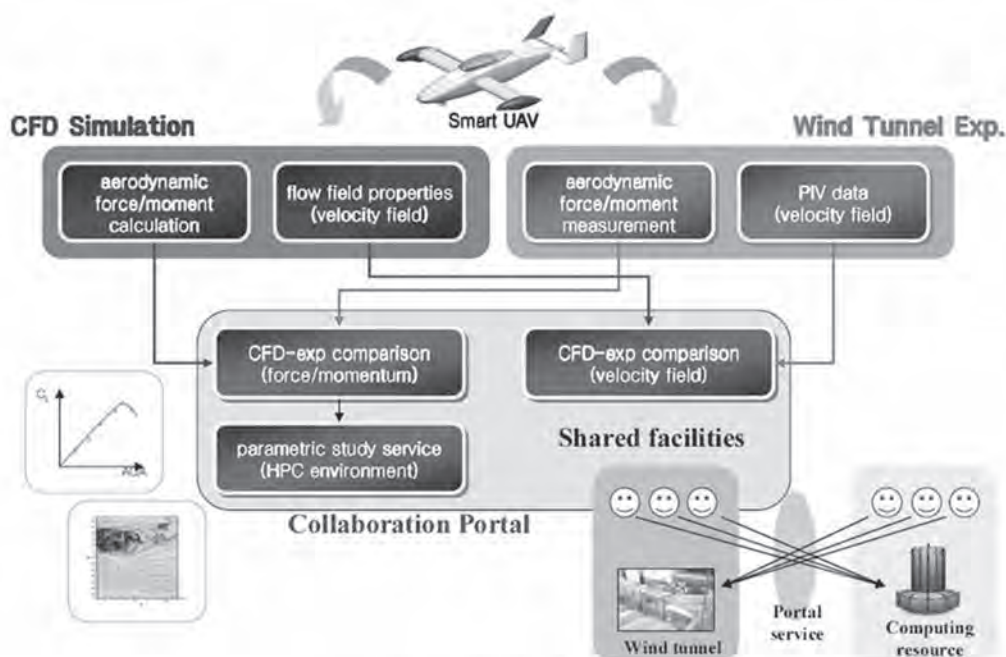 Smart UAV
CFD Simulation
Wind Tunnel Exp.
aerodynamic
force/moment
calculation
flow field properties
(velocity field)
aerodynamic
force/moment
measurement
PIV data
(velocity field)
CFD-exp comparison
(force/momentum)
CFD-exp comparison
(velocity field)
parametric study service
(HPC environment)
Shared facilities
Collaboration Portal
CL
AOA
Wind tunnel
Portal
service
Computing
resource